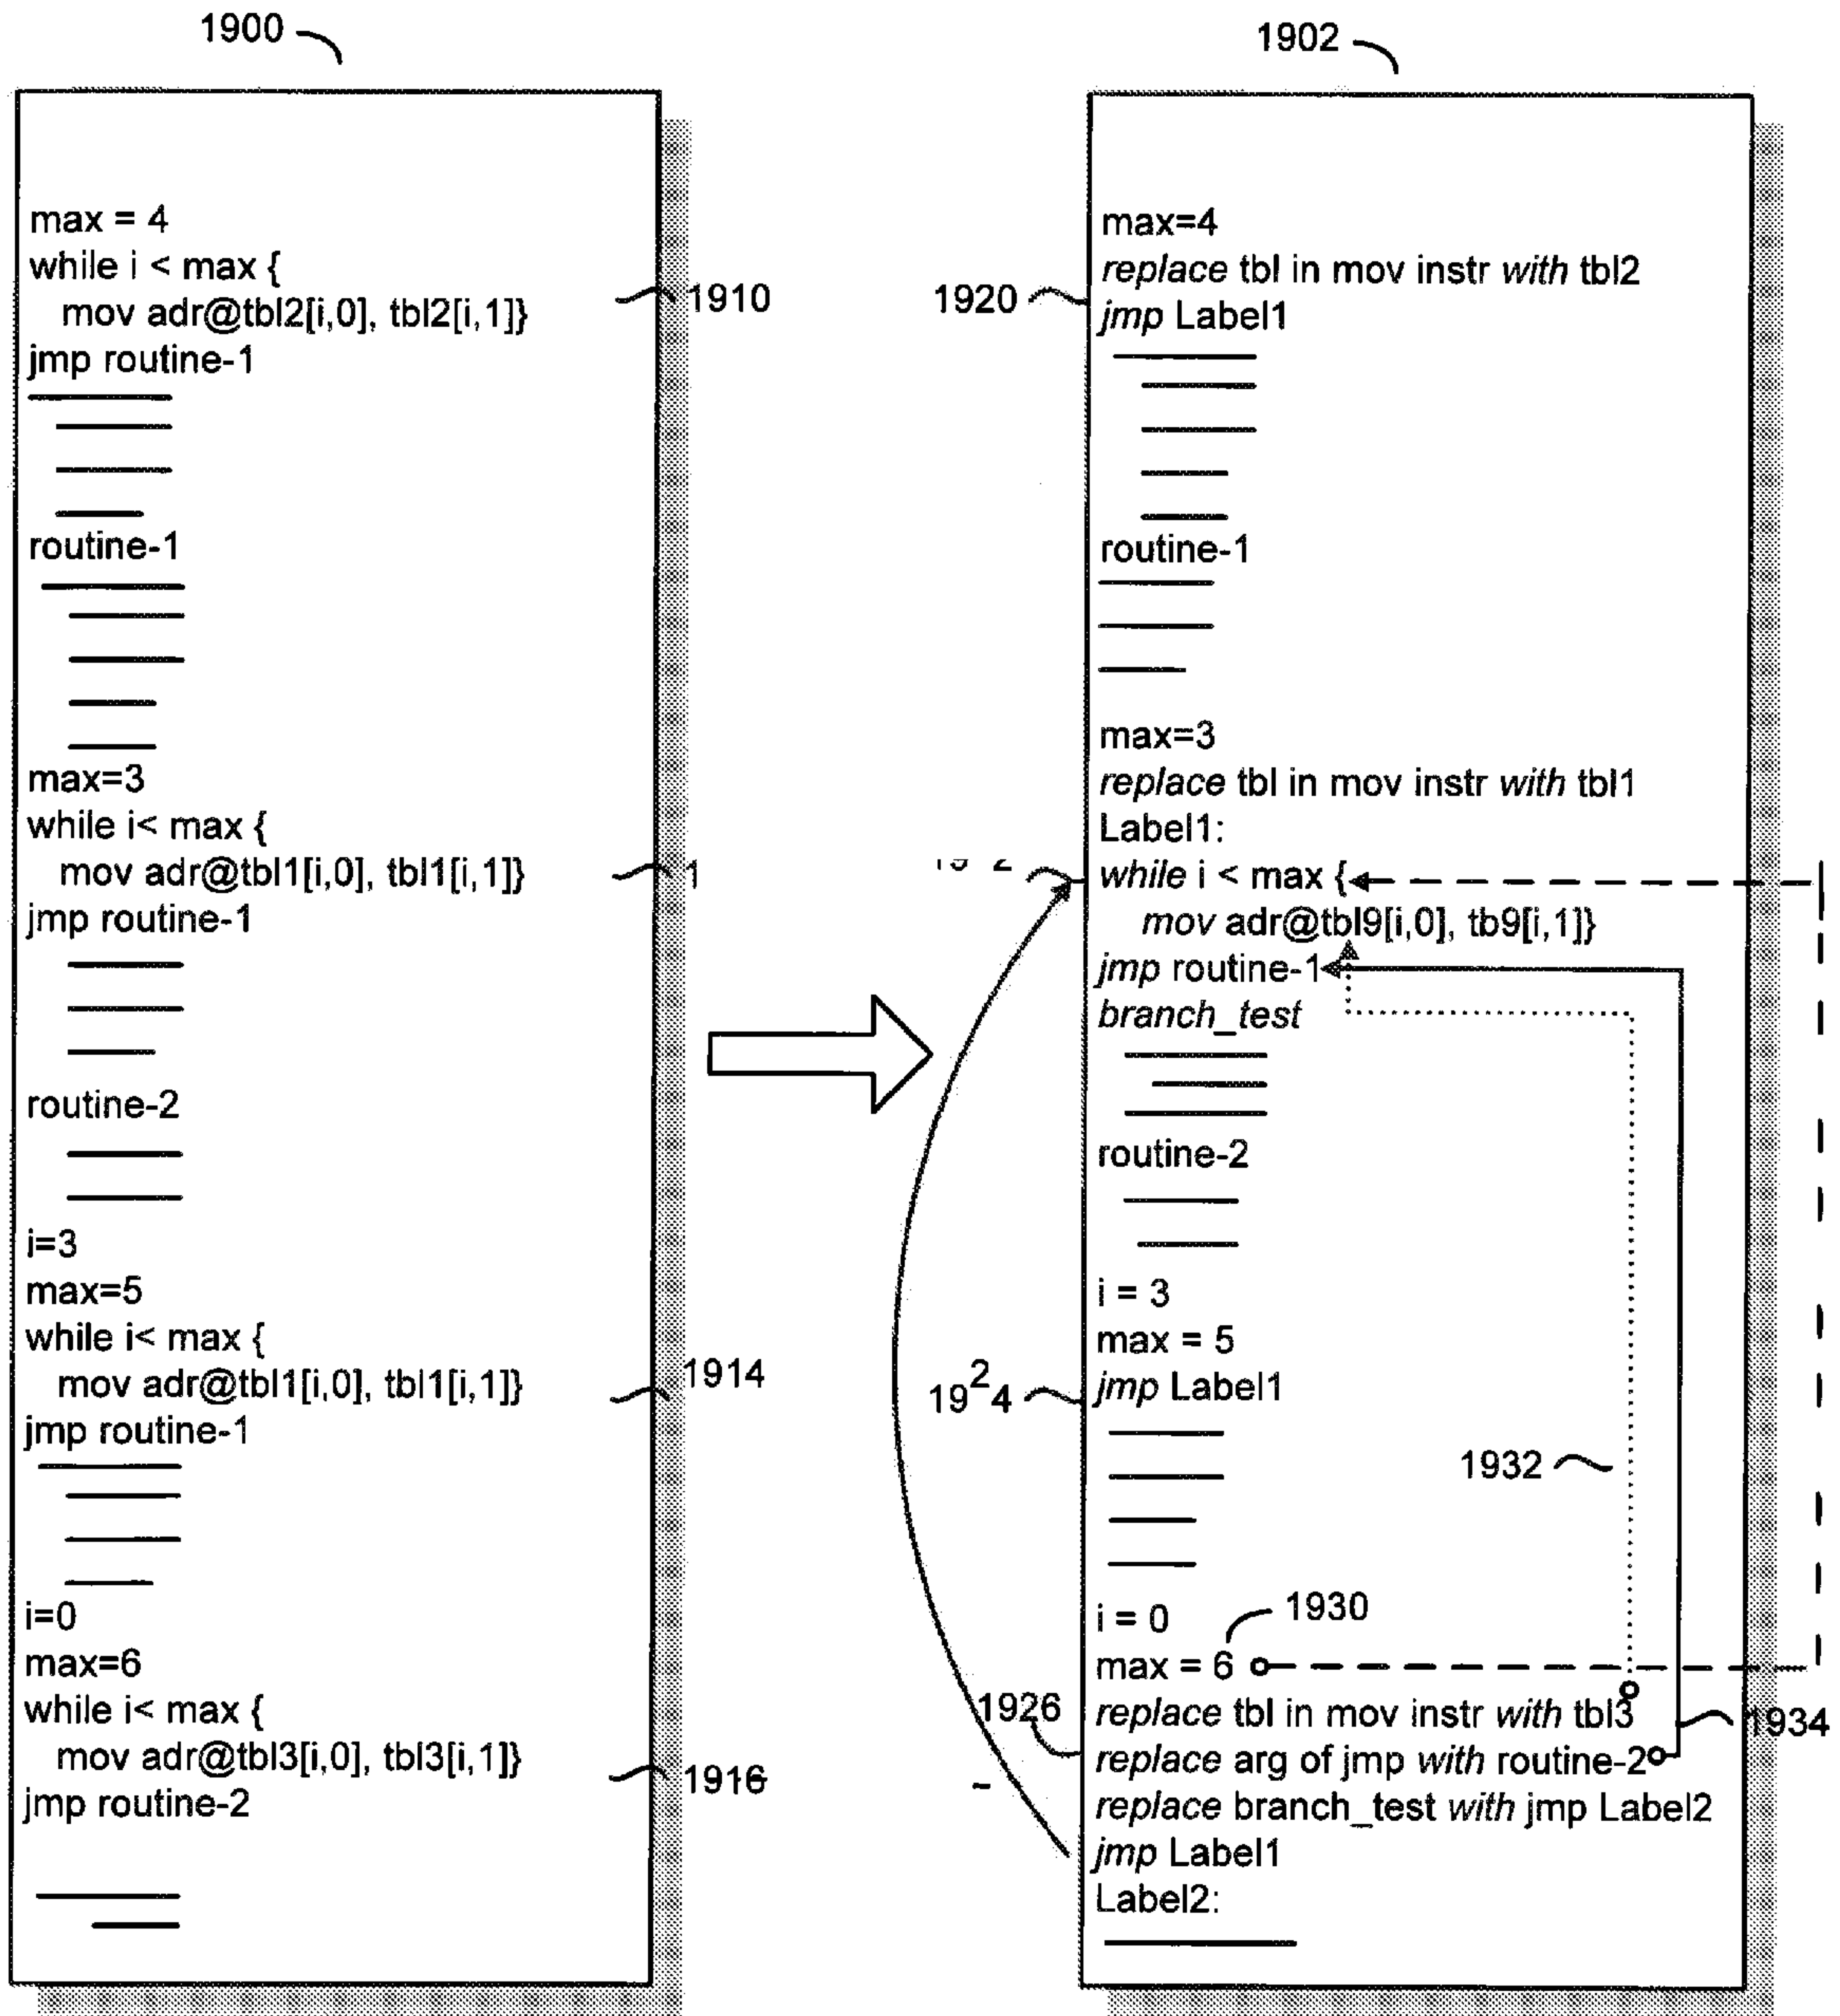 1900
max = 4
while i < max {
mov adr@tbl2[i,0], tbl2[i,1]}
1910
jmp routine-1
routine-1
max=3
while i< max {
mov adr@tbl1[i,0], tbl1[i,1]}
1
jmp routine-1
routine-2
i=3
max=5
while i< max {
mov adr@tbl1[i,0], tbl1[i,1]}
1914
jmp routine-1
i=0
max=6
while i< max {
mov adr@tbl3[i,0], tbl3[i,1]}
1916
jmp routine-2
1902
max=4
replace tbl in mov instr with tbl2
1920
jmp Label1
routine-1
max=3
replace tbl in mov instr with tbl1
Label1:
while i < max {
mov adr@tbl9[i,0], tb9[i,1]}
jmp routine-1
branch_test
routine-2
i = 3
max = 5
1924
jmp Label1
1932
i = 0
1930
max = 6
1926
replace tbl in mov instr with tbl3
1934
replace arg of jmp with routine-2
replace branch_test with jmp Label2
jmp Label1
Label2: